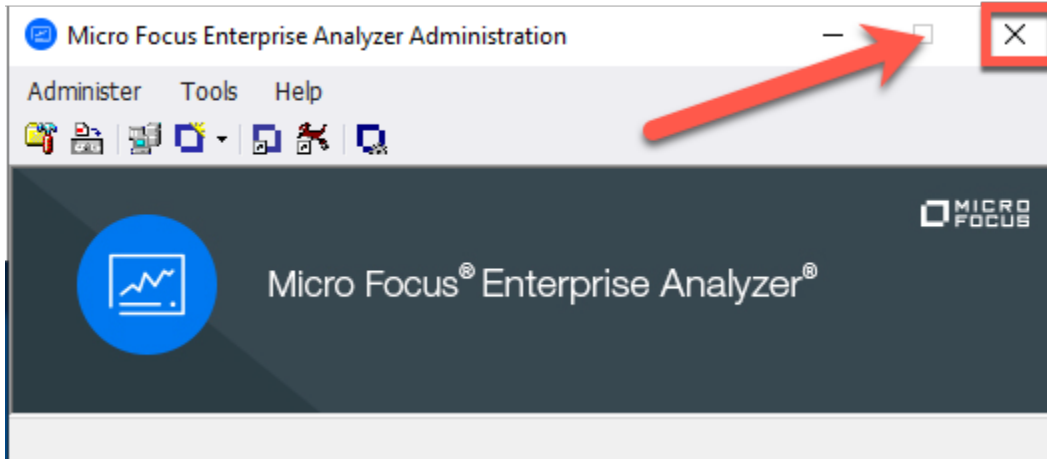 Micro Focus Enterprise Analyzer Administration
Administer Tools Help
MICRO
FOCUS
Micro Focus® Enterprise Analyzer®